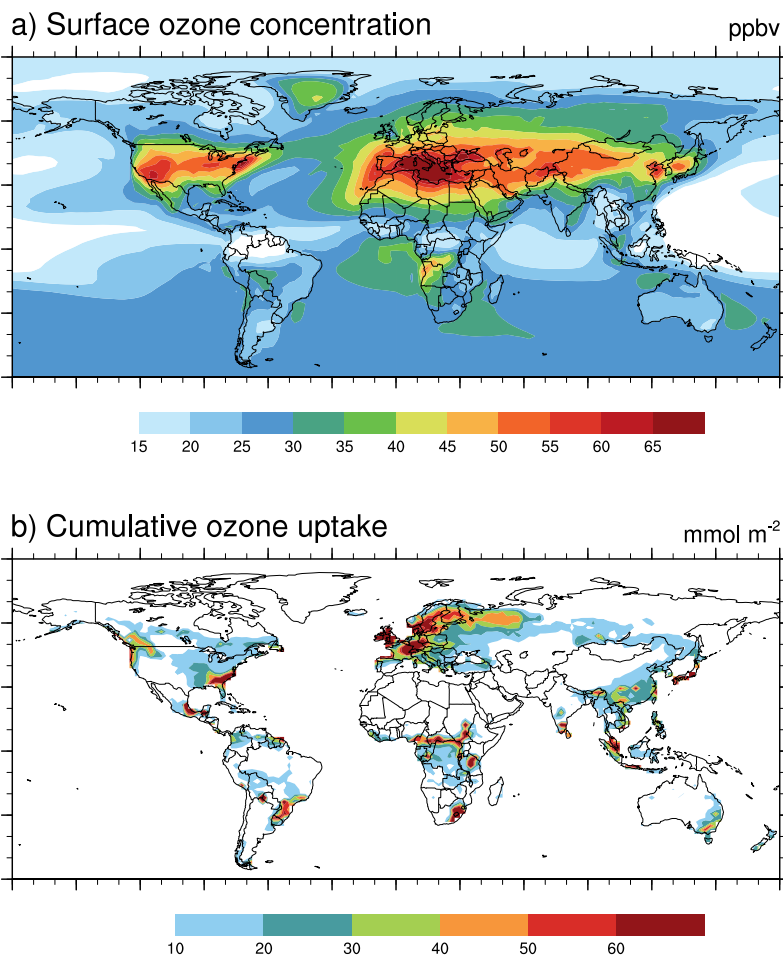 a) Surface ozone concentration
ppbv
15 20 25 30 35 40 45 50 55 60 65
b) Cumulative ozone uptake
mmol m⁻²
10 20 30 40 50 60